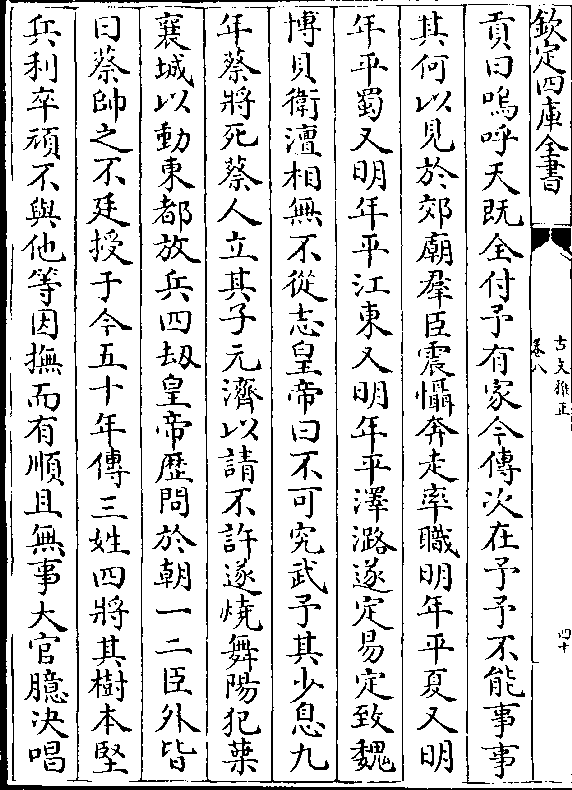 欽定四庫全書
古文雅正
卷八
四十
貢曰嗚呼天既全付予有家今傳次在予予不能事事
其何以見於郊廟羣臣震懾奔走率職明年平夏又明
年平蜀又明年平江東又明年平澤潞遂定易定致魏
博貝衛澶相無不從志皇帝曰不可究武予其少息九
年蔡將死蔡人立其子元濟以請不許遂燒舞陽犯葉
襄城以動東都放兵四刼皇帝歷問於朝一二臣外皆
曰蔡帥之不廷授于今五十年傳三姓四將其樹本堅
兵利卒頑不與他等因撫而有順且無事大官臆决唱